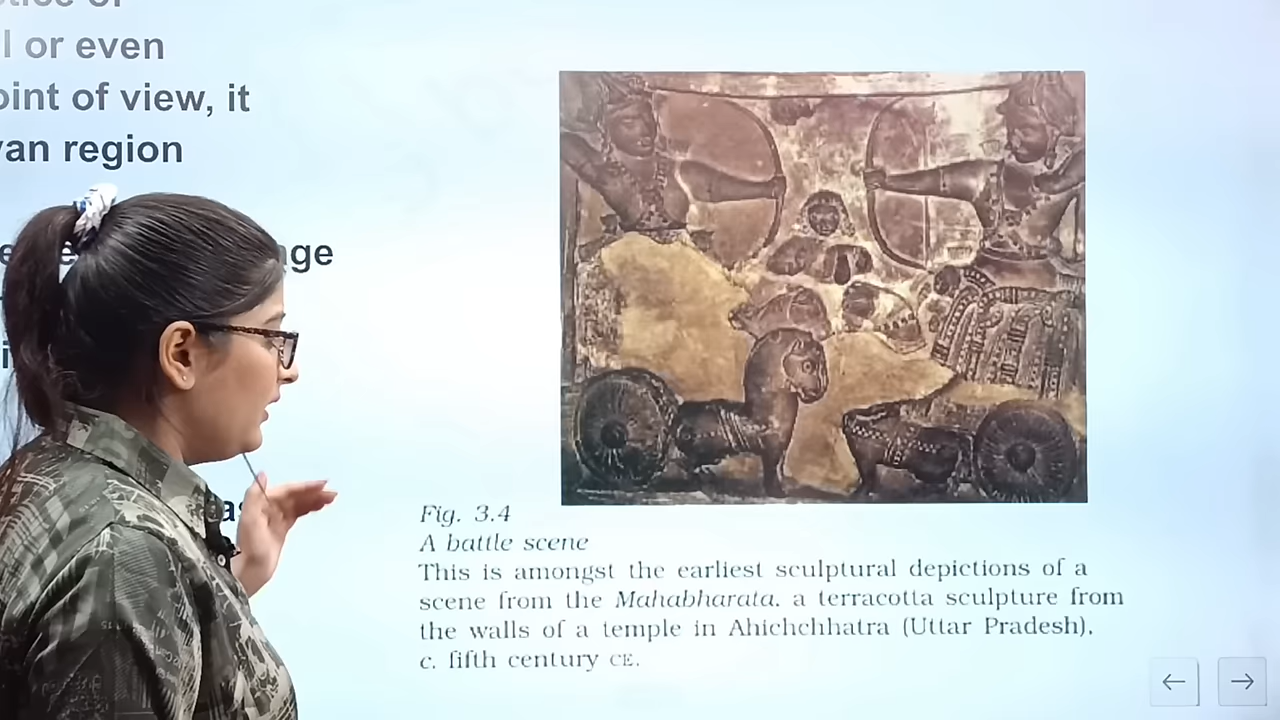 l or even
point of view, it
van region
age
Fig. 3.4
A battle scene
This is amongst the earliest sculptural depictions of a
scene from the Mahabharata, a terracotta sculpture from
the walls of a temple in Ahichchhatra (Uttar Pradesh),
c. fifth century CE.